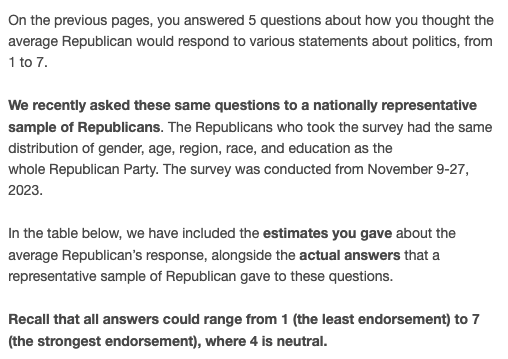 On the previous pages, you answered 5 questions about how you thought the
average Republican would respond to various statements about politics, from
1 to 7.
We recently asked these same questions to a nationally representative
sample of Republicans. The Republicans who took the survey had the same
distribution of gender, age, region, race, and education as the
whole Republican Party. The survey was conducted from November 9-27,
2023.
In the table below, we have included the estimates you gave about the
average Republican's response, alongside the actual answers that a
representative sample of Republican gave to these questions.
Recall that all answers could range from 1 (the least endorsement) to 7
(the strongest endorsement), where 4 is neutral.